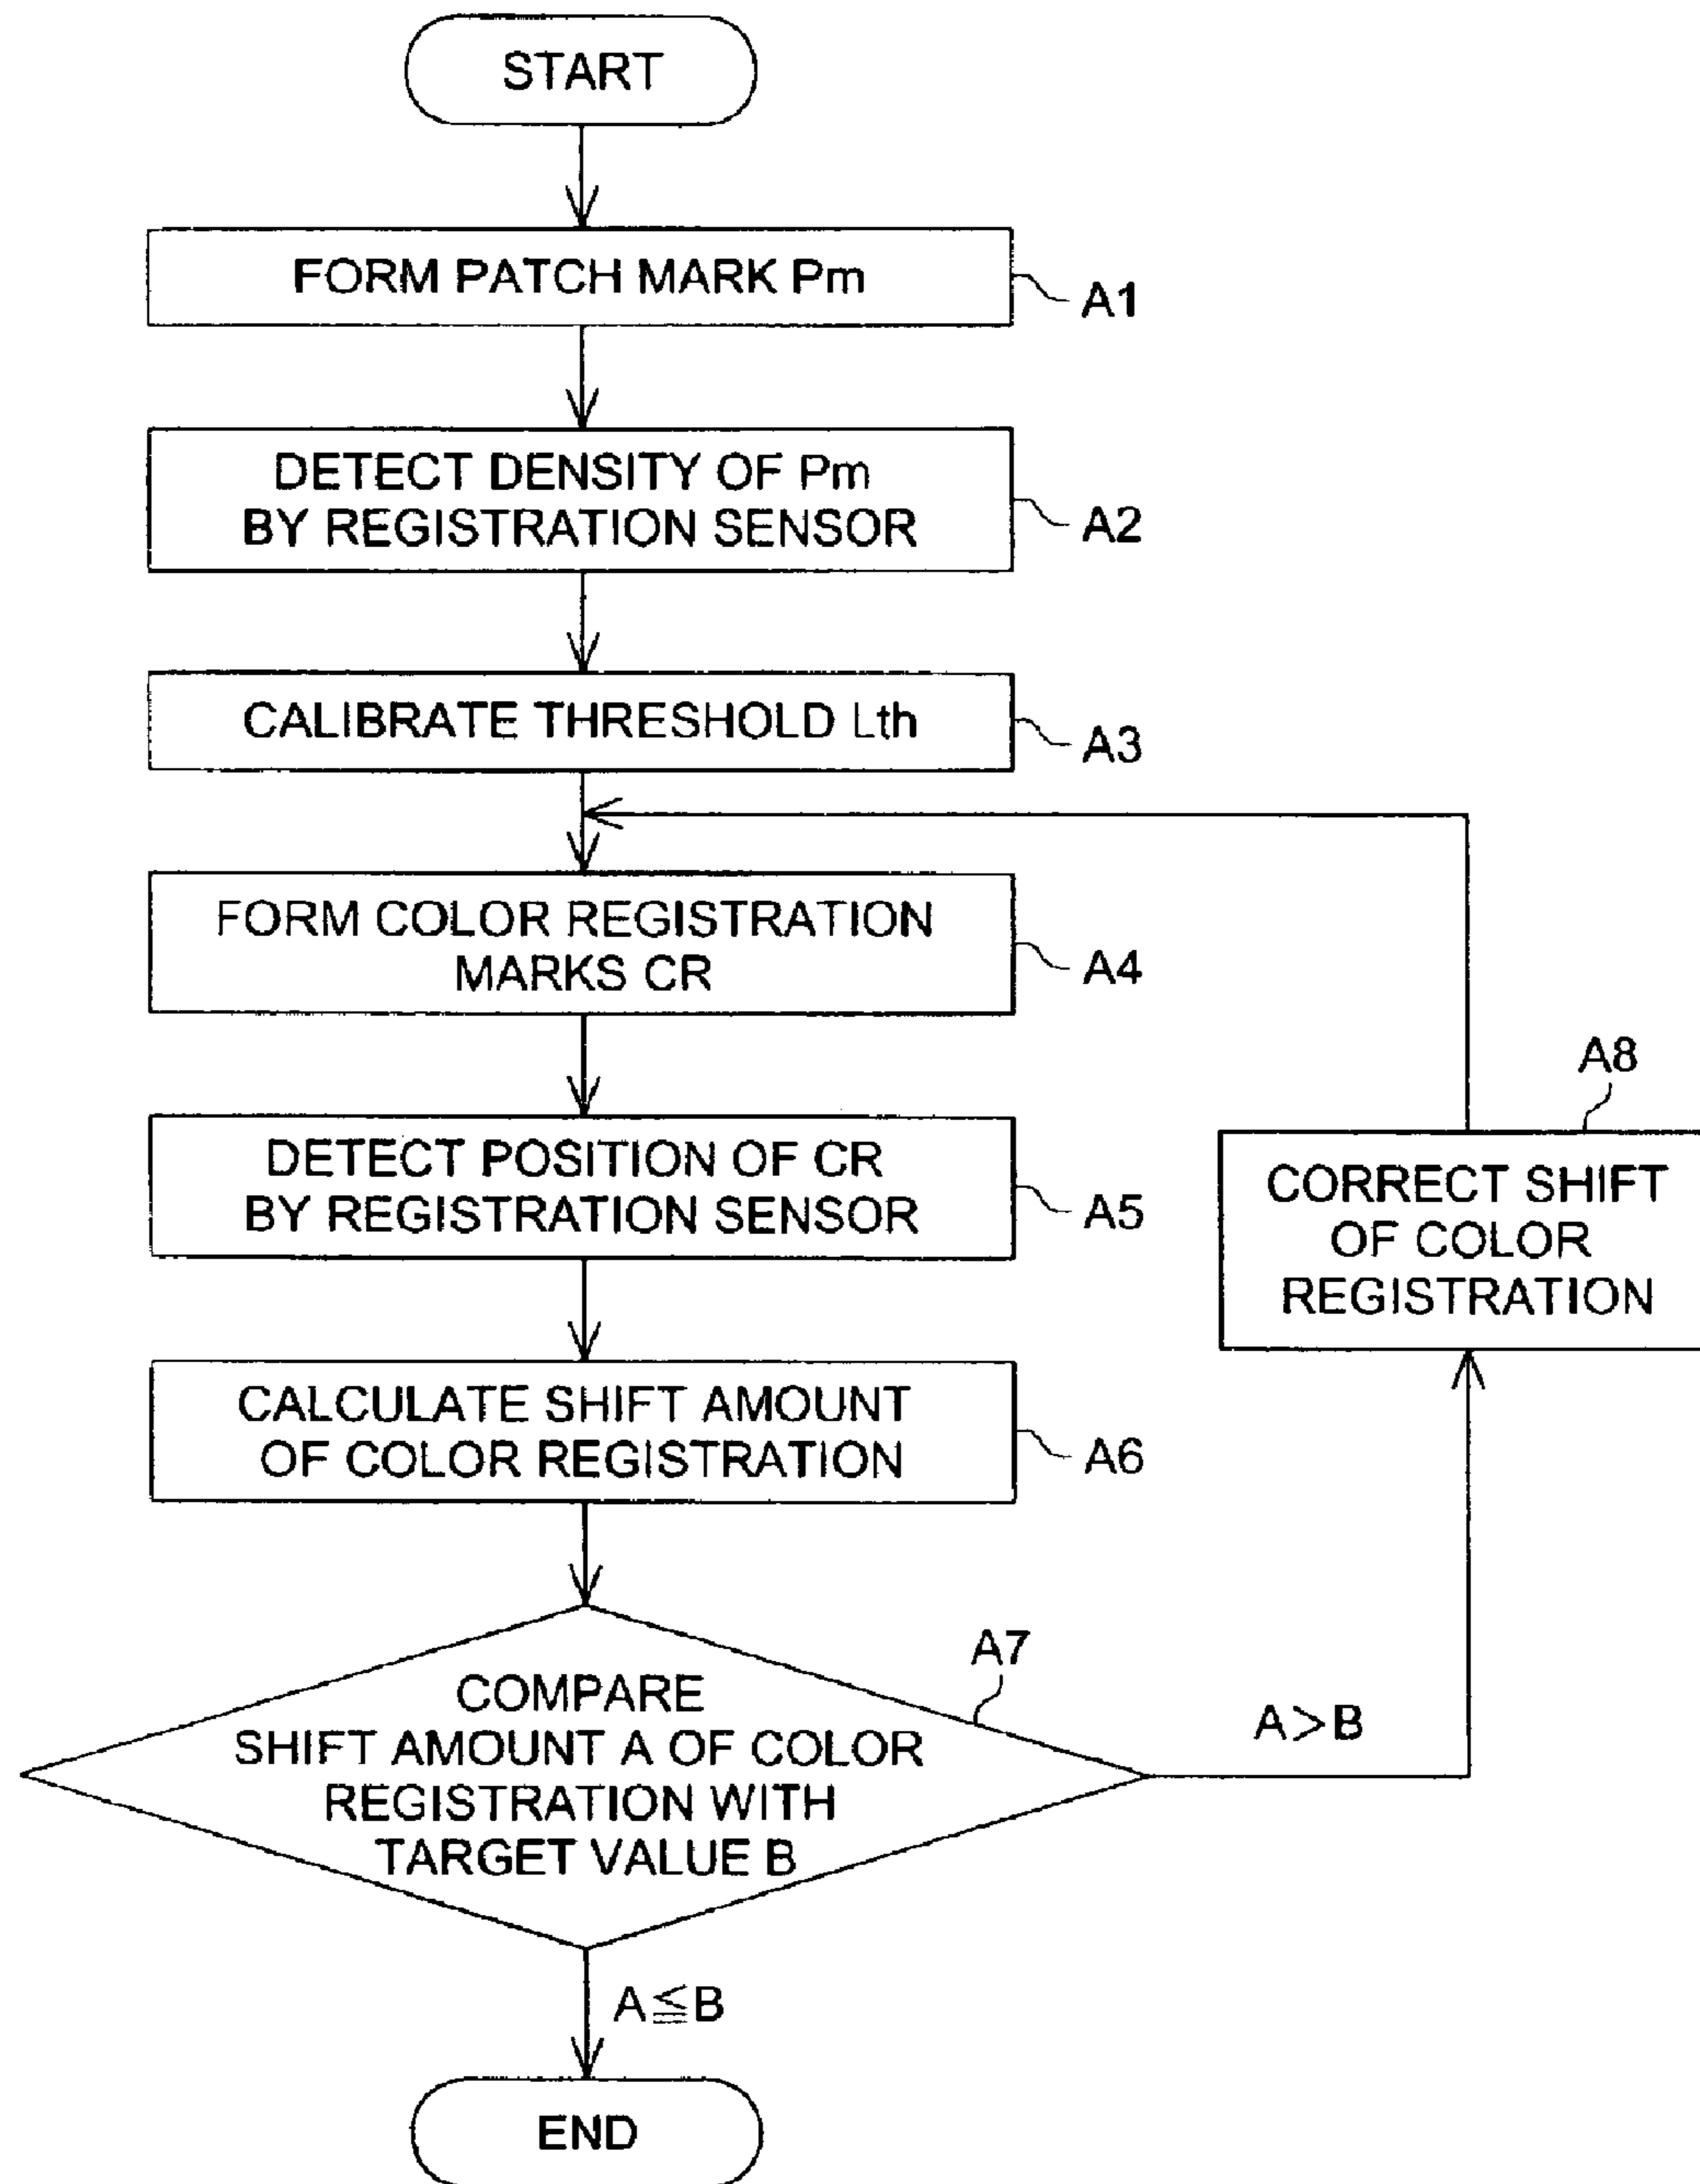 START
FORM PATCH MARK Pm
A1
DETECT DENSITY OF Pm
BY REGISTRATION SENSOR
A2
CALIBRATE THRESHOLD Lth
A3
FORM COLOR REGISTRATION
MARKS CR
A4
DETECT POSITION OF CR
BY REGISTRATION SENSOR
A5
A8
CORRECT SHIFT
OF COLOR
REGISTRATION
CALCULATE SHIFT AMOUNT
OF COLOR REGISTRATION
A6
A7
COMPARE
SHIFT AMOUNT A OF COLOR
REGISTRATION WITH
TARGET VALUE B
A>B
A≦B
END